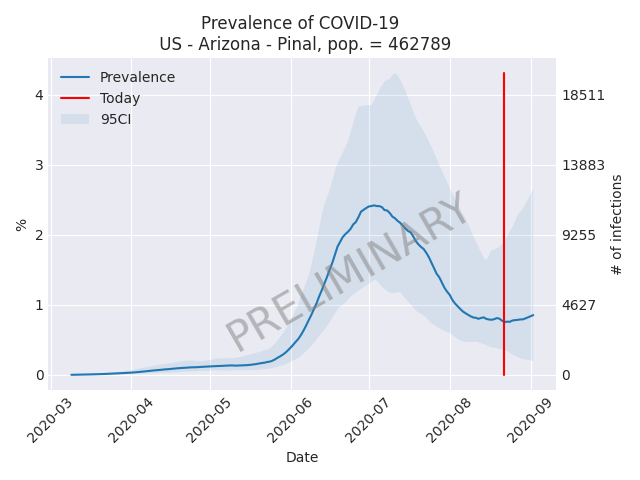 Prevalence of COVID-19
US - Arizona - Pinal, pop. = 462789
Prevalence
Today
95CI
%
4
3
2
1
0
18511
13883
9255
4627
0
# of infections
PRELIMINARY
2020-03
2020-04
2020-05
2020-06
2020-07
2020-08
2020-09
Date